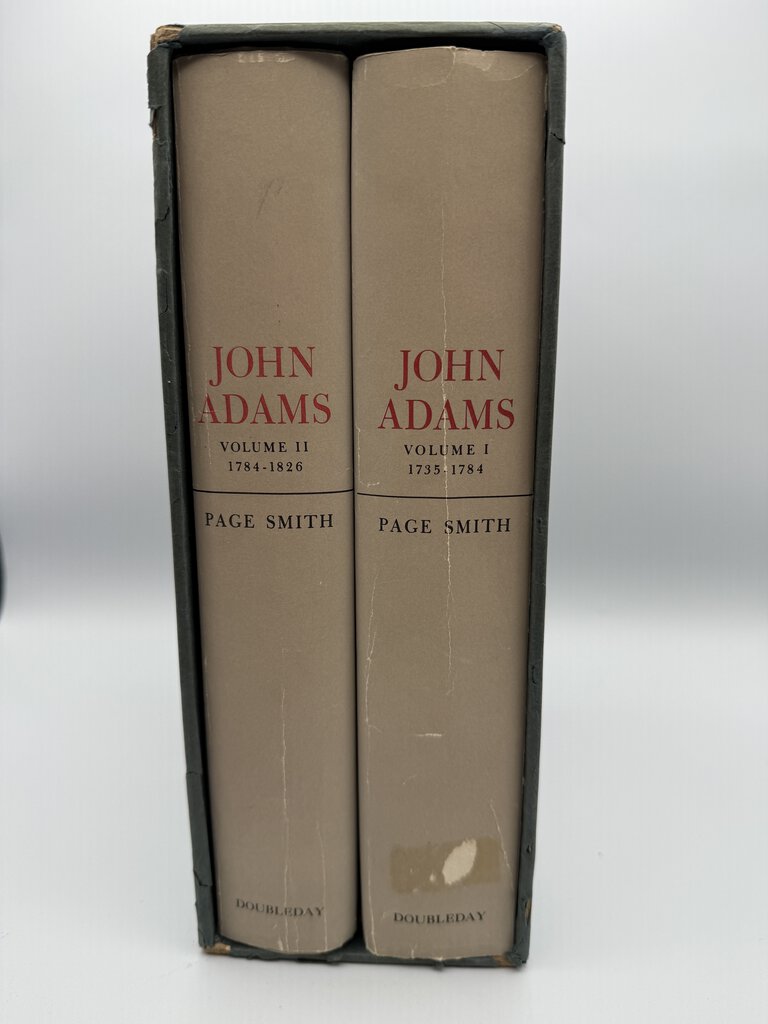 JOHN
ADAMS
VOLUME II
1784-1826
PAGE SMITH
DOUBLEDAY
JOHN
ADAMS
VOLUME I
1735-1784
PAGE SMITH
DOUBLEDAY